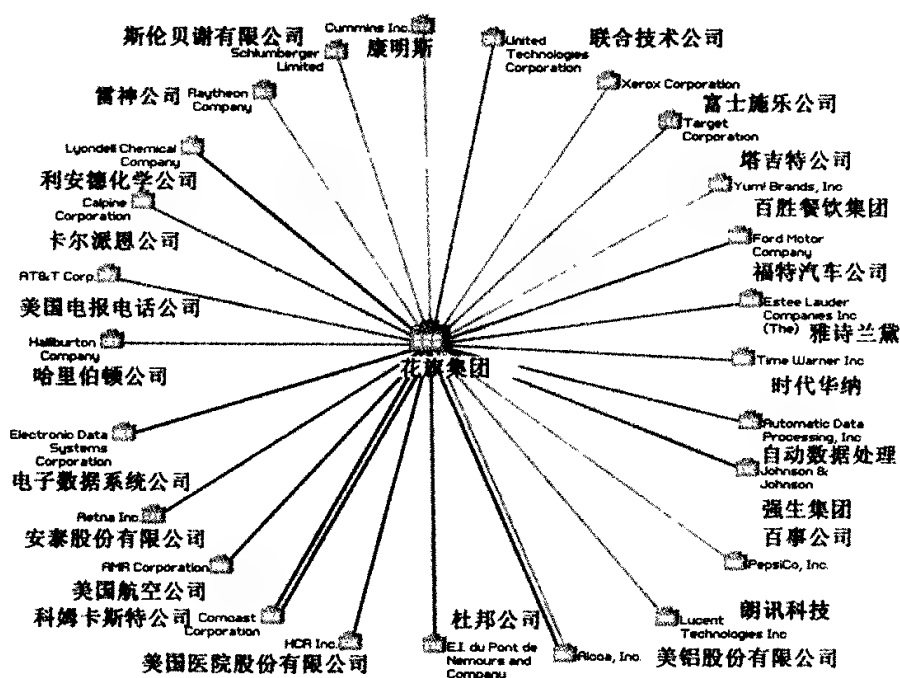 斯伦贝谢有限公司
Schlumberger
Limited
Cummins Inc.
康明斯
United
Technologies
Corporation
联合技术公司
雷神公司
Raytheon
Company
Xerox Corporation
富士施乐公司
Target
Corporation
塔吉特公司
Lyondell Chemical
Company
利安德化学公司
Yum! Brands, Inc
百胜餐饮集团
Calpine
Corporation
卡尔派恩公司
Ford Motor
Company
福特汽车公司
AT&T Corp.
美国电报电话公司
Estee Lauder
Companies Inc
(The)
雅诗兰黛
Halliburton
Company
哈里伯顿公司
花旗集团
Time Warner Inc
时代华纳
Electronic Data
Systems
Corporation
电子数据系统公司
Automatic Data
Processing, Inc
自动数据处理
Johnson &
Johnson
强生集团
Aetna Inc.
安泰股份有限公司
百事公司
PepsiCo, Inc.
AMR Corporation
美国航空公司
科姆卡斯特公司
Comcast
Corporation
朗讯科技
Lucent
Technologies Inc
HCA Inc.
美国医院股份有限公司
杜邦公司
E.I. du Pont de
Nemours and
Company
Alcoa, Inc.
美铝股份有限公司